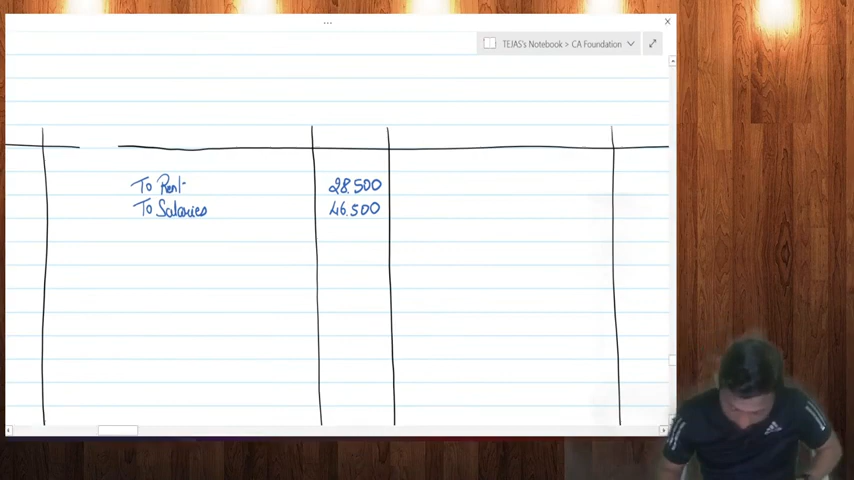 ...
TEJAS's Notebook > CA Foundation
To Rent 28.500
To Salaries 46.500